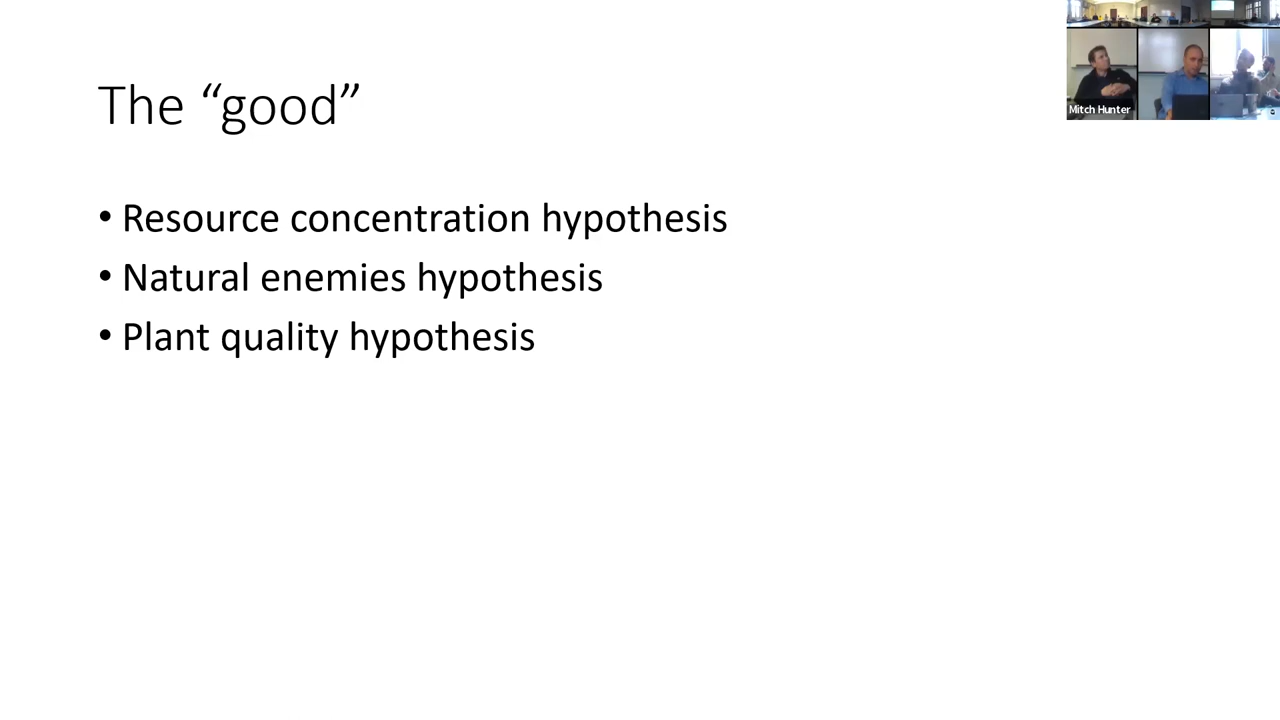 The “good”
• Resource concentration hypothesis
• Natural enemies hypothesis
• Plant quality hypothesis
Mitch Hunter